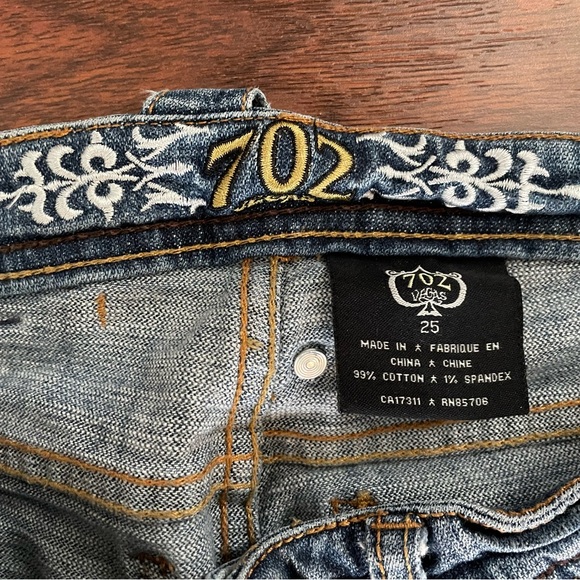 702
702
VEGAS
25
MADE IN ★ FABRIQUE EN
CHINA ★ CHINE
99% COTTON ★ 1% SPANDEX
CA17311 ★ RN85706